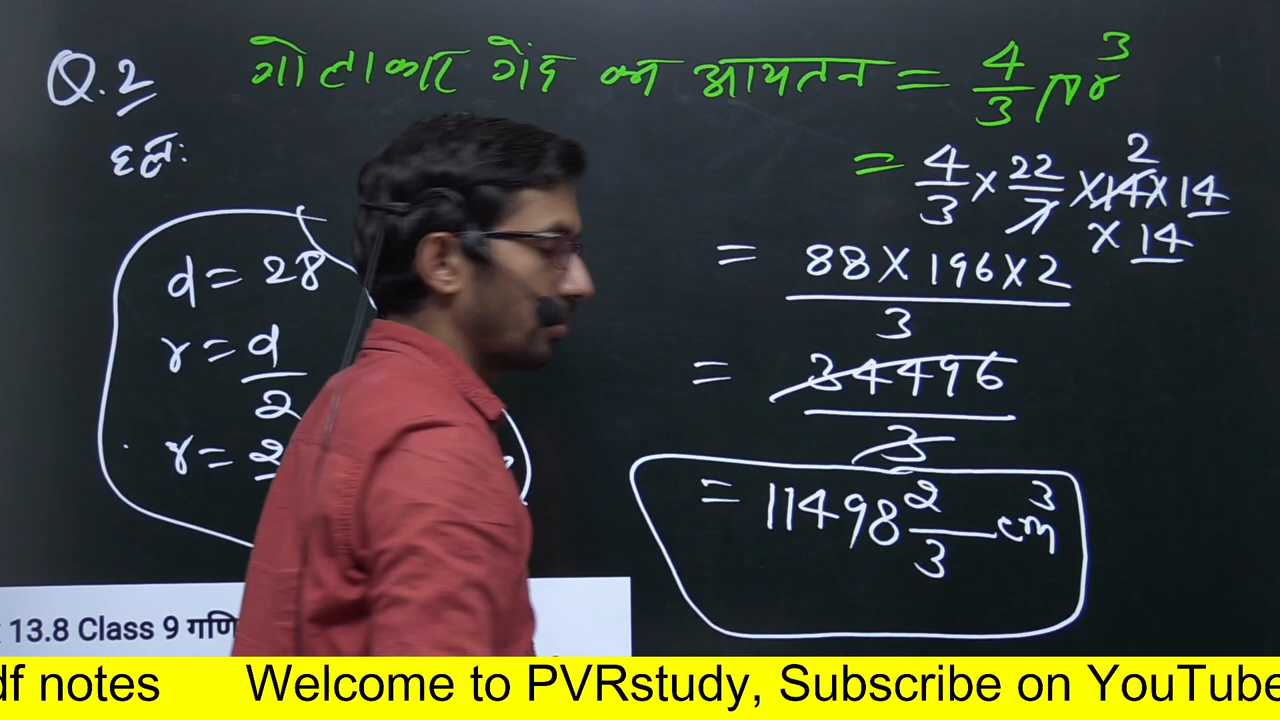 Q.2 गोलाकार गेंद का आयतन = 4/3 πr³
हलः
= 4/3 × 22/7 × 14 × 14 × 14
2
= 88 × 196 × 2 / 3
= 34496 / 3
= 11498 2/3 cm³
d = 28
r = d/2
r = 2
13.8 Class 9 गणि
df notes Welcome to PVRstudy, Subscribe on YouTube